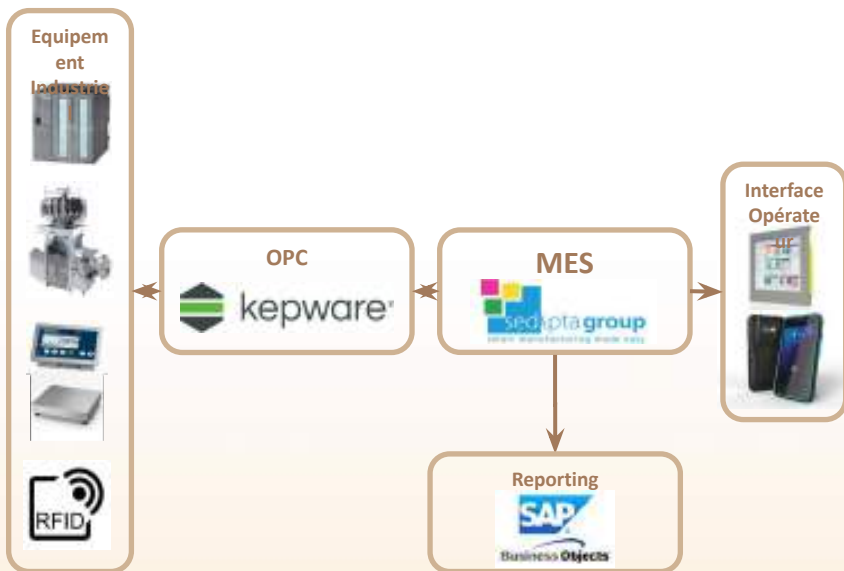 Equipem
ent
Industrie
RFID
OPC
kepware
MES
sedApta group
smart manufacturing made easy
Interface
Opérate
ur
Reporting
SAP
Business Objects